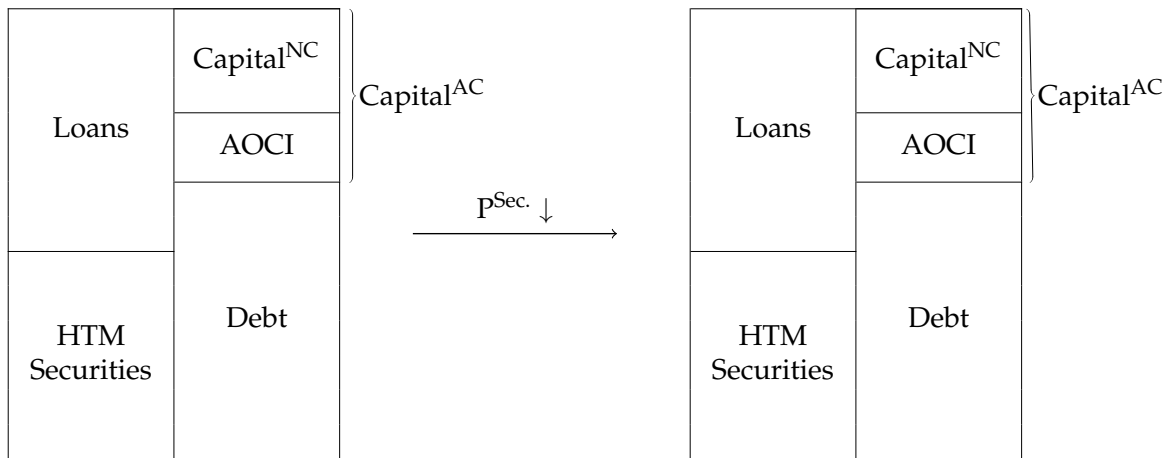 Loans
Capital^NC
AOCI
Capital^AC
HTM
Securities
Debt
P^Sec. ↓
Loans
Capital^NC
AOCI
Capital^AC
HTM
Securities
Debt